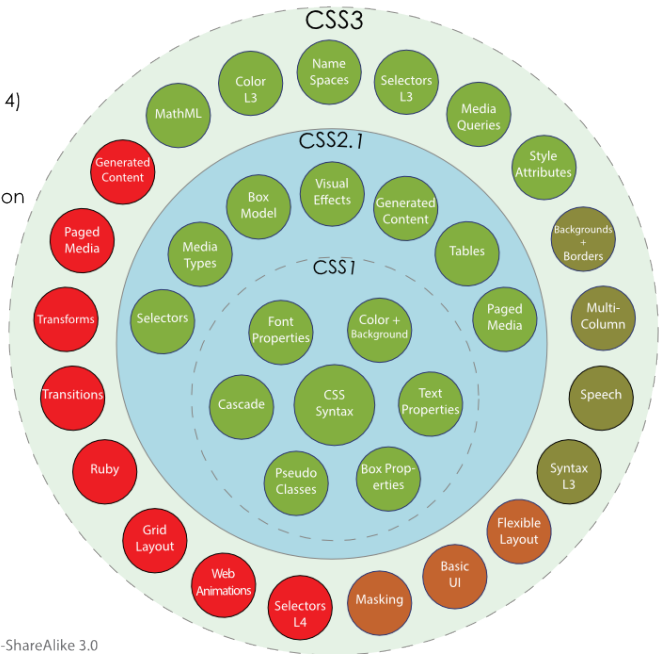 CSS3
4)
on
Name
Spaces
Selectors
L3
Media
Queries
Style
Attributes
Backgrounds
+
Borders
Multi-
Column
Speech
Syntax
L3
Flexible
Layout
Basic
UI
Masking
Selectors
L4
Web
Animations
Grid
Layout
Ruby
Transitions
Transforms
Paged
Media
Generated
Content
MathML
Color
L3
CSS2.1
Selectors
Media
Types
Box
Model
Visual
Effects
Generated
Content
Tables
Paged
Media
CSS1
Font
Properties
Color +
Background
Cascade
CSS
Syntax
Text
Properties
Pseudo
Classes
Box Prop-
erties
-ShareAlike 3.0